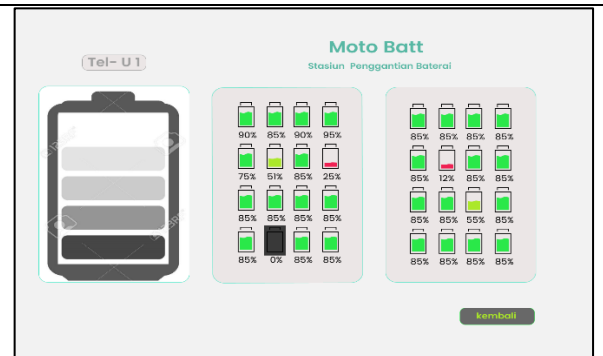 Moto Batt
Tel- U 1
Stasiun Penggantian Baterai
90% 85% 90% 95%
75% 51% 85% 25%
85% 85% 85% 85%
85% 0% 85% 85%
85% 85% 85% 85%
85% 12% 85% 85%
85% 85% 55% 85%
85% 85% 85% 85%
kembali